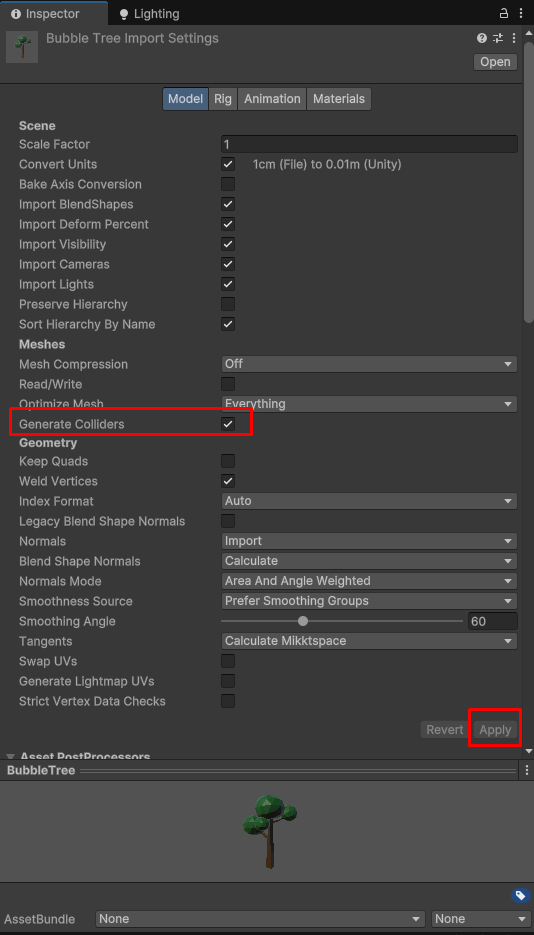 Inspector Lighting
Bubble Tree Import Settings
Open
Model Rig Animation Materials
Scene
Scale Factor 1
Convert Units 1cm (File) to 0.01m (Unity)
Bake Axis Conversion
Import BlendShapes
Import Deform Percent
Import Visibility
Import Cameras
Import Lights
Preserve Hierarchy
Sort Hierarchy By Name
Meshes
Mesh Compression Off
Read/Write
Optimize Mesh Everything
Generate Colliders
Geometry
Keep Quads
Weld Vertices
Index Format Auto
Legacy Blend Shape Normals
Normals Import
Blend Shape Normals Calculate
Normals Mode Area And Angle Weighted
Smoothness Source Prefer Smoothing Groups
Smoothing Angle 60
Tangents Calculate Mikktspace
Swap UVs
Generate Lightmap UVs
Strict Vertex Data Checks
Revert Apply
Asset PostProcessors
BubbleTree
AssetBundle None None